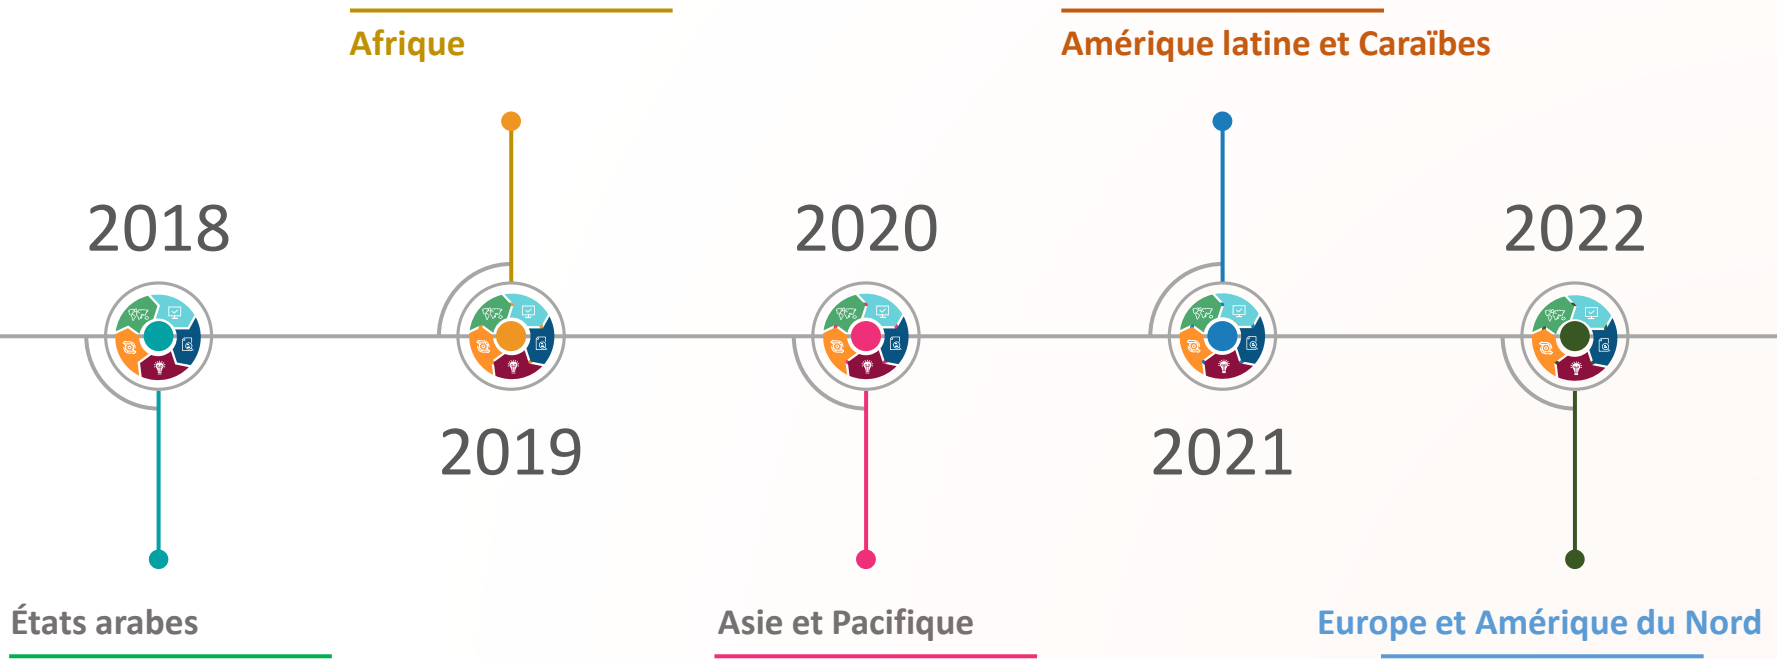 Afrique
Amérique latine et Caraïbes
2018
2020
2022
2019
2021
États arabes
Asie et Pacifique
Europe et Amérique du Nord